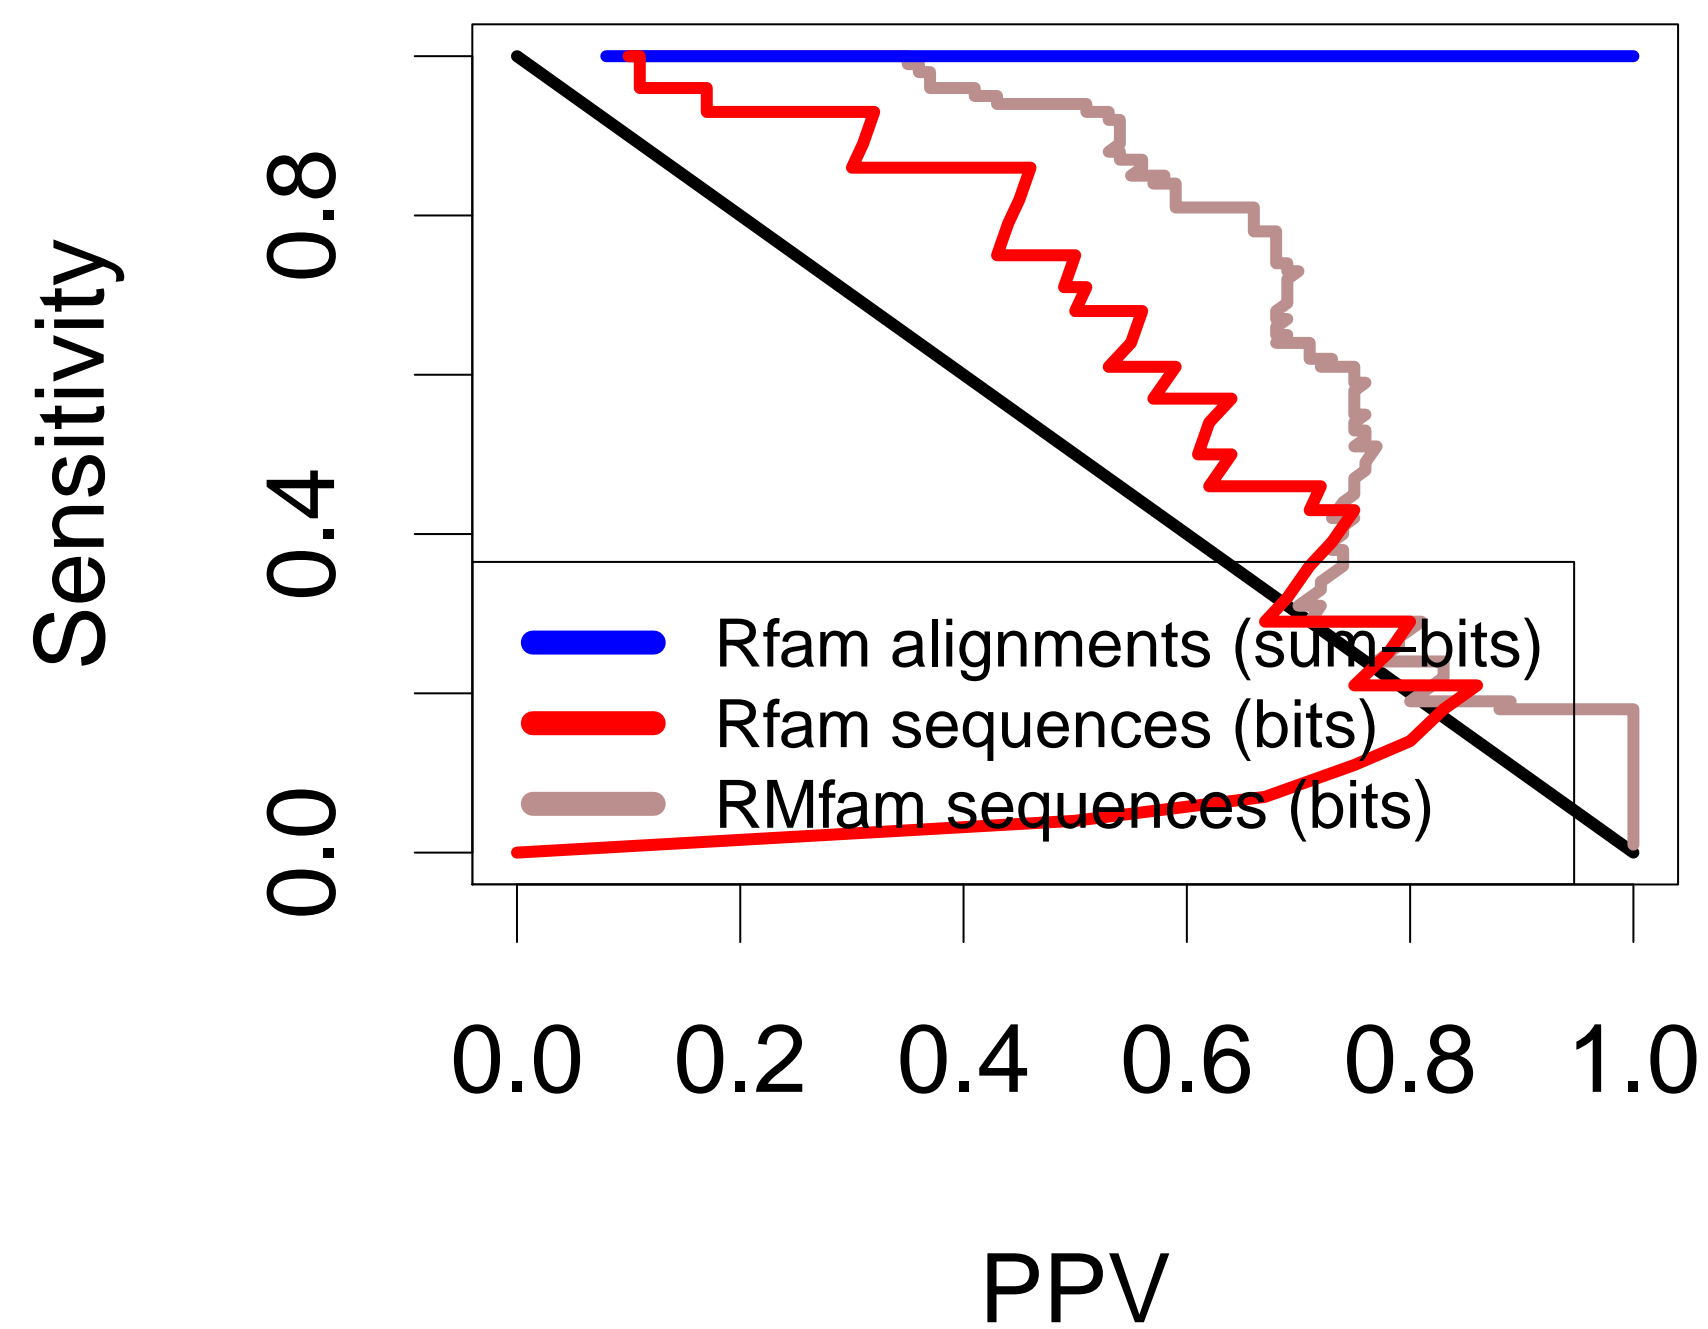 Sensitivity
0.8
0.4
0.0
Rfam alignments (sum−bits)
Rfam sequences (bits)
RMfam sequences (bits)
0.0 0.2 0.4 0.6 0.8 1.0
PPV